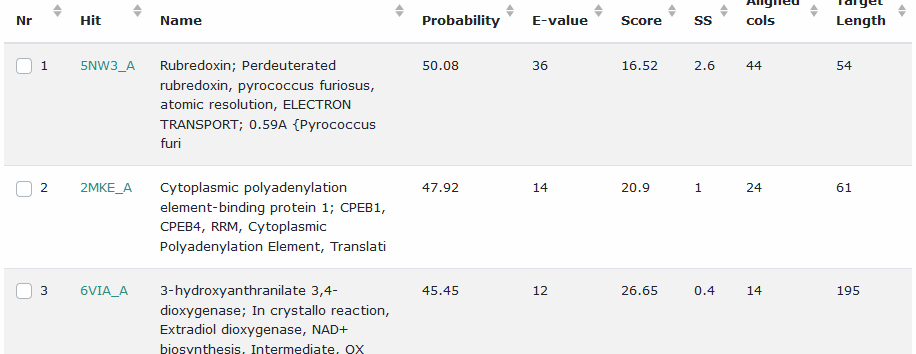 Nr Hit Name Probability E-value Score SS Aligned cols Target Length
1 5NW3_A Rubredoxin; Perdeuterated 50.08 36 16.52 2.6 44 54
rubredoxin, pyrococcus furiosus,
atomic resolution, ELECTRON
TRANSPORT; 0.59A {Pyrococcus
furi
2 2MKE_A Cytoplasmic polyadenylation 47.92 14 20.9 1 24 61
element-binding protein 1; CPEB1,
CPEB4, RRM, Cytoplasmic
Polyadenylation Element, Translati
3 6VIA_A 3-hydroxyanthranilate 3,4- 45.45 12 26.65 0.4 14 195
dioxygenase; In crystallo reaction,
Extradiol dioxygenase, NAD+
biosynthesis, Intermediate, OX